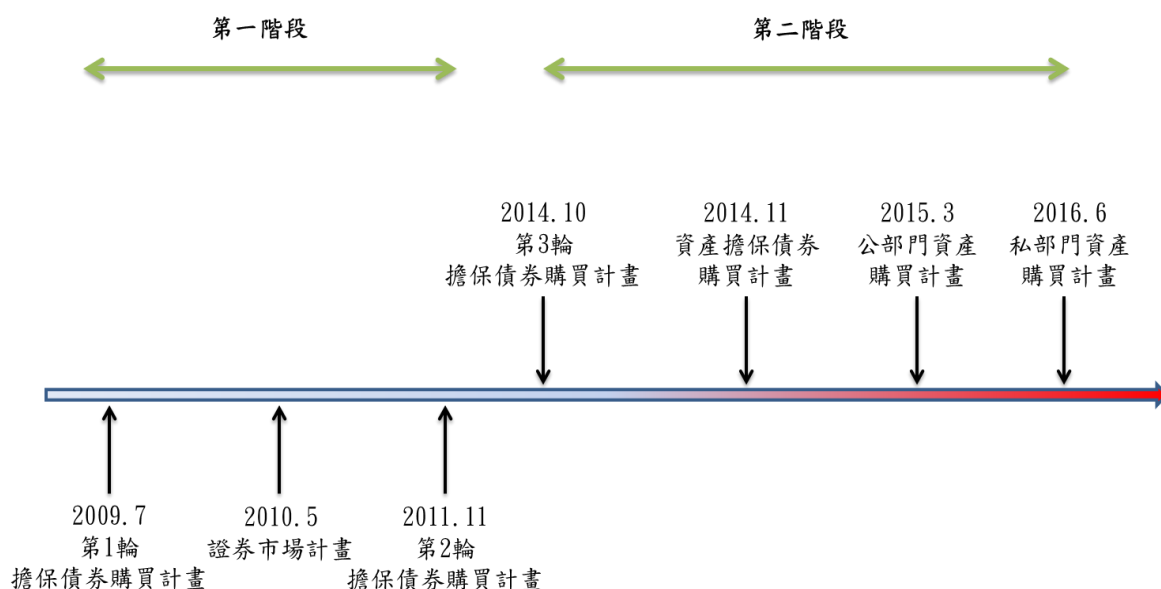 第一階段
第二階段
2014.10
第3輪
擔保債券購買計畫
2014.11
資產擔保債券
購買計畫
2015.3
公部門資產
購買計畫
2016.6
私部門資產
購買計畫
2009.7
第1輪
擔保債券購買計畫
2010.5
證券市場計畫
2011.11
第2輪
擔保債券購買計畫